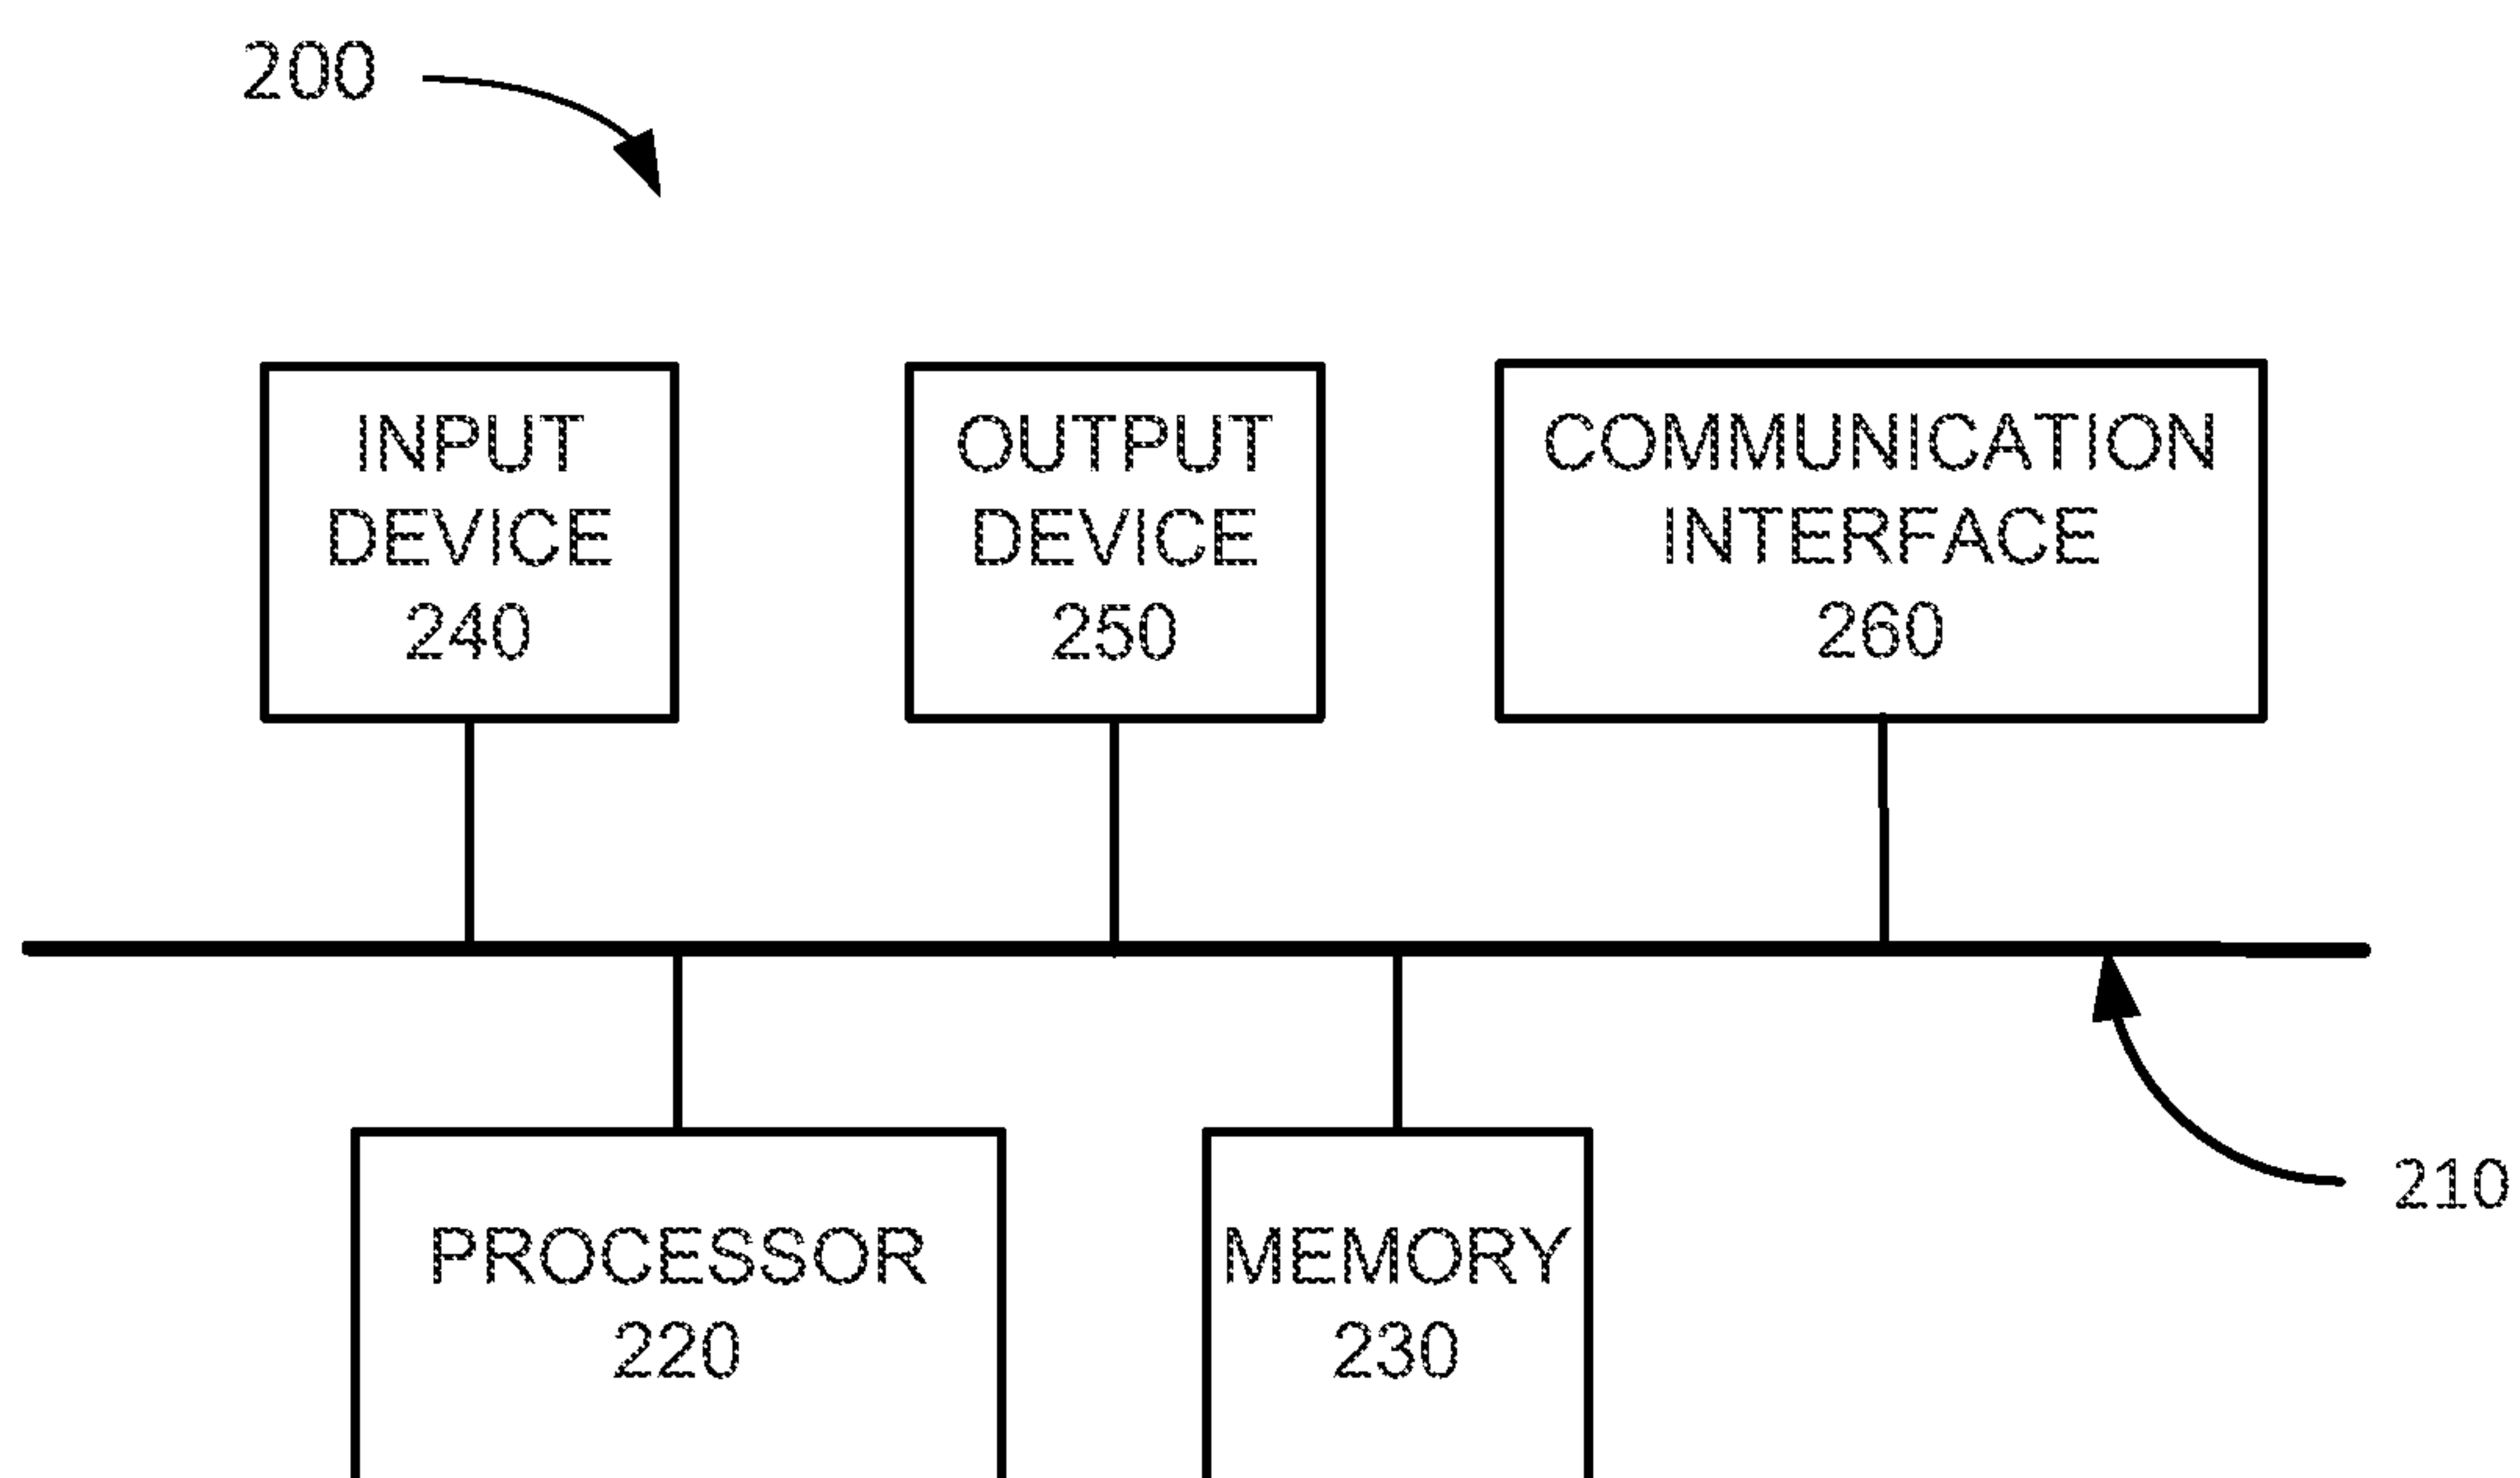 200
INPUT
DEVICE
240
OUTPUT
DEVICE
250
COMMUNICATION
INTERFACE
260
210
PROCESSOR
220
MEMORY
230